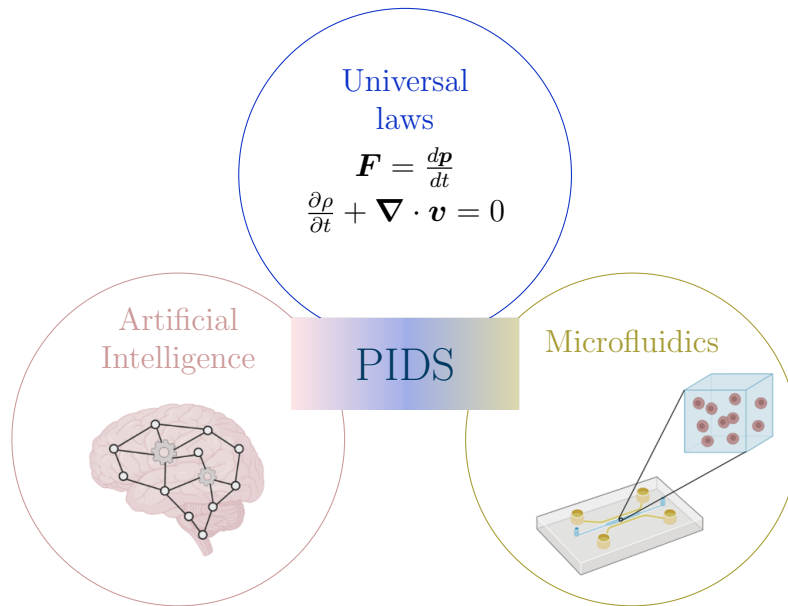 Universal
laws
𝑭 = d𝒑/dt
∂ρ/∂t + 𝛁 · 𝒗 = 0
Artificial
Intelligence
PIDS
Microfluidics